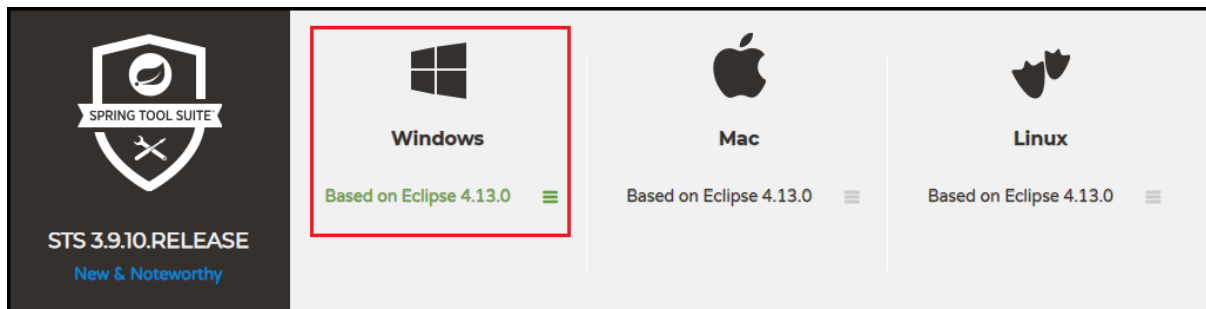 SPRING TOOL SUITE™
STS 3.9.10.RELEASE
New & Noteworthy
Windows
Based on Eclipse 4.13.0
Mac
Based on Eclipse 4.13.0
Linux
Based on Eclipse 4.13.0